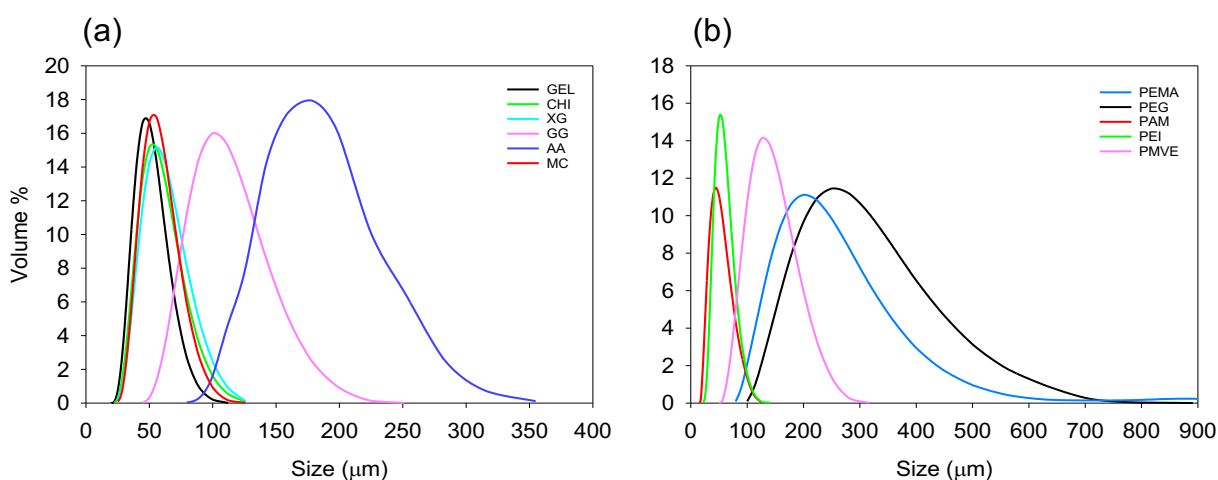 (a)
20
18
16
14
12
10
8
6
4
2
0
Volume %
0 50 100 150 200 250 300 350 400
Size (μm)
GEL
CHI
XG
GG
AA
MC
(b)
18
16
14
12
10
8
6
4
2
0
0 100 200 300 400 500 600 700 800 900
Size (μm)
PEMA
PEG
PAM
PEI
PMVE